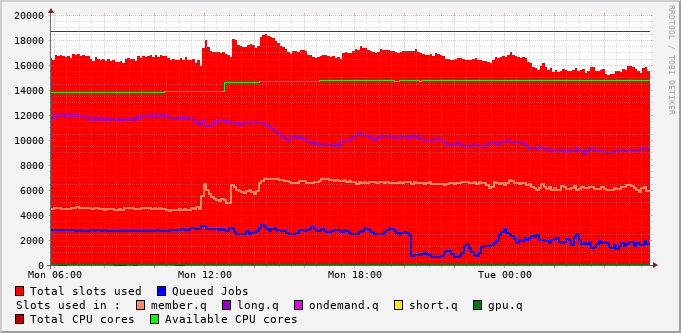 20000
18000
16000
14000
12000
10000
8000
6000
4000
2000
0
Mon 06:00 Mon 12:00 Mon 18:00 Tue 00:00
RRDTOOL / TOBI OETIKER
Total slots used Queued Jobs
Slots used in : member.q long.q ondemand.q short.q gpu.q
Total CPU cores Available CPU cores